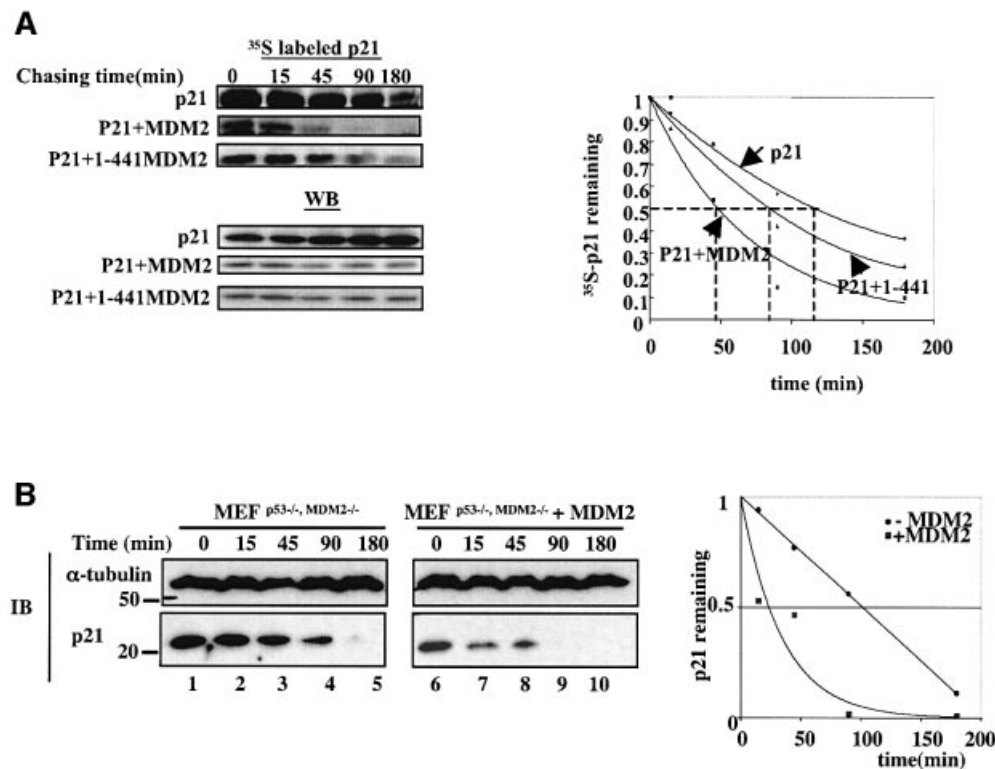 A
³⁵S labeled p21
Chasing time(min) 0 15 45 90 180
p21
P21+MDM2
P21+1-441MDM2
WB
p21
P21+MDM2
P21+1-441MDM2
³⁵S-p21 remaining
1
0.9
0.8
0.7
0.6
0.5
0.4
0.3
0.2
0.1
p21
P21+MDM2
P21+1-441
0 50 100 150 200
time (min)
B
MEF p53-/-, MDM2-/-
MEF p53-/-, MDM2-/- + MDM2
Time (min) 0 15 45 90 180 0 15 45 90 180
IB
α-tubulin
50
p21
20
1 2 3 4 5 6 7 8 9 10
p21 remaining
1
0.5
0
- MDM2
+MDM2
0 50 100 150 200
time(min)